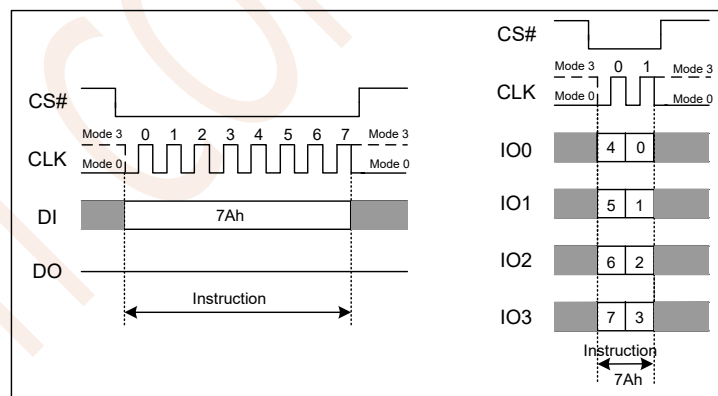 CS#
Mode 3 0 1 2 3 4 5 6 7 Mode 3
CLK
Mode 0 Mode 0
DI 7Ah
DO
Instruction
CS#
Mode 3 0 1 Mode 3
CLK
Mode 0 Mode 0
IO0 4 0
IO1 5 1
IO2 6 2
IO3 7 3
Instruction
7Ah